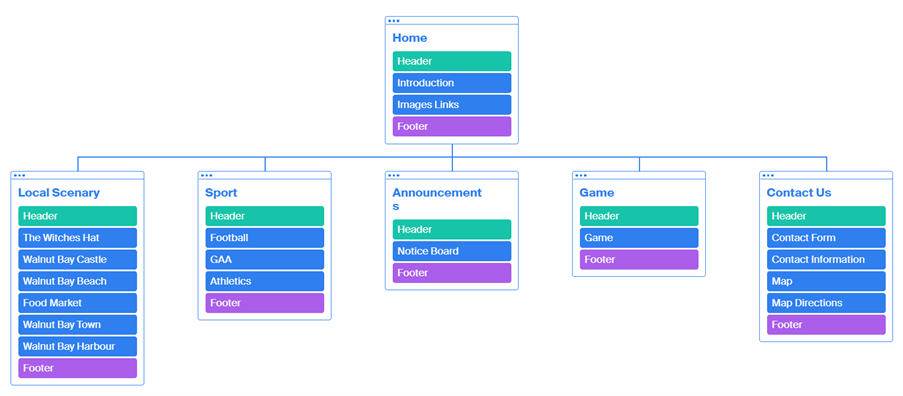 Home
Header
Introduction
Images Links
Footer
Local Scenary
Header
The Witches Hat
Walnut Bay Castle
Walnut Bay Beach
Food Market
Walnut Bay Town
Walnut Bay Harbour
Footer
Sport
Header
Football
GAA
Athletics
Footer
Announcement
s
Header
Notice Board
Footer
Game
Header
Game
Footer
Contact Us
Header
Contact Form
Contact Information
Map
Map Directions
Footer